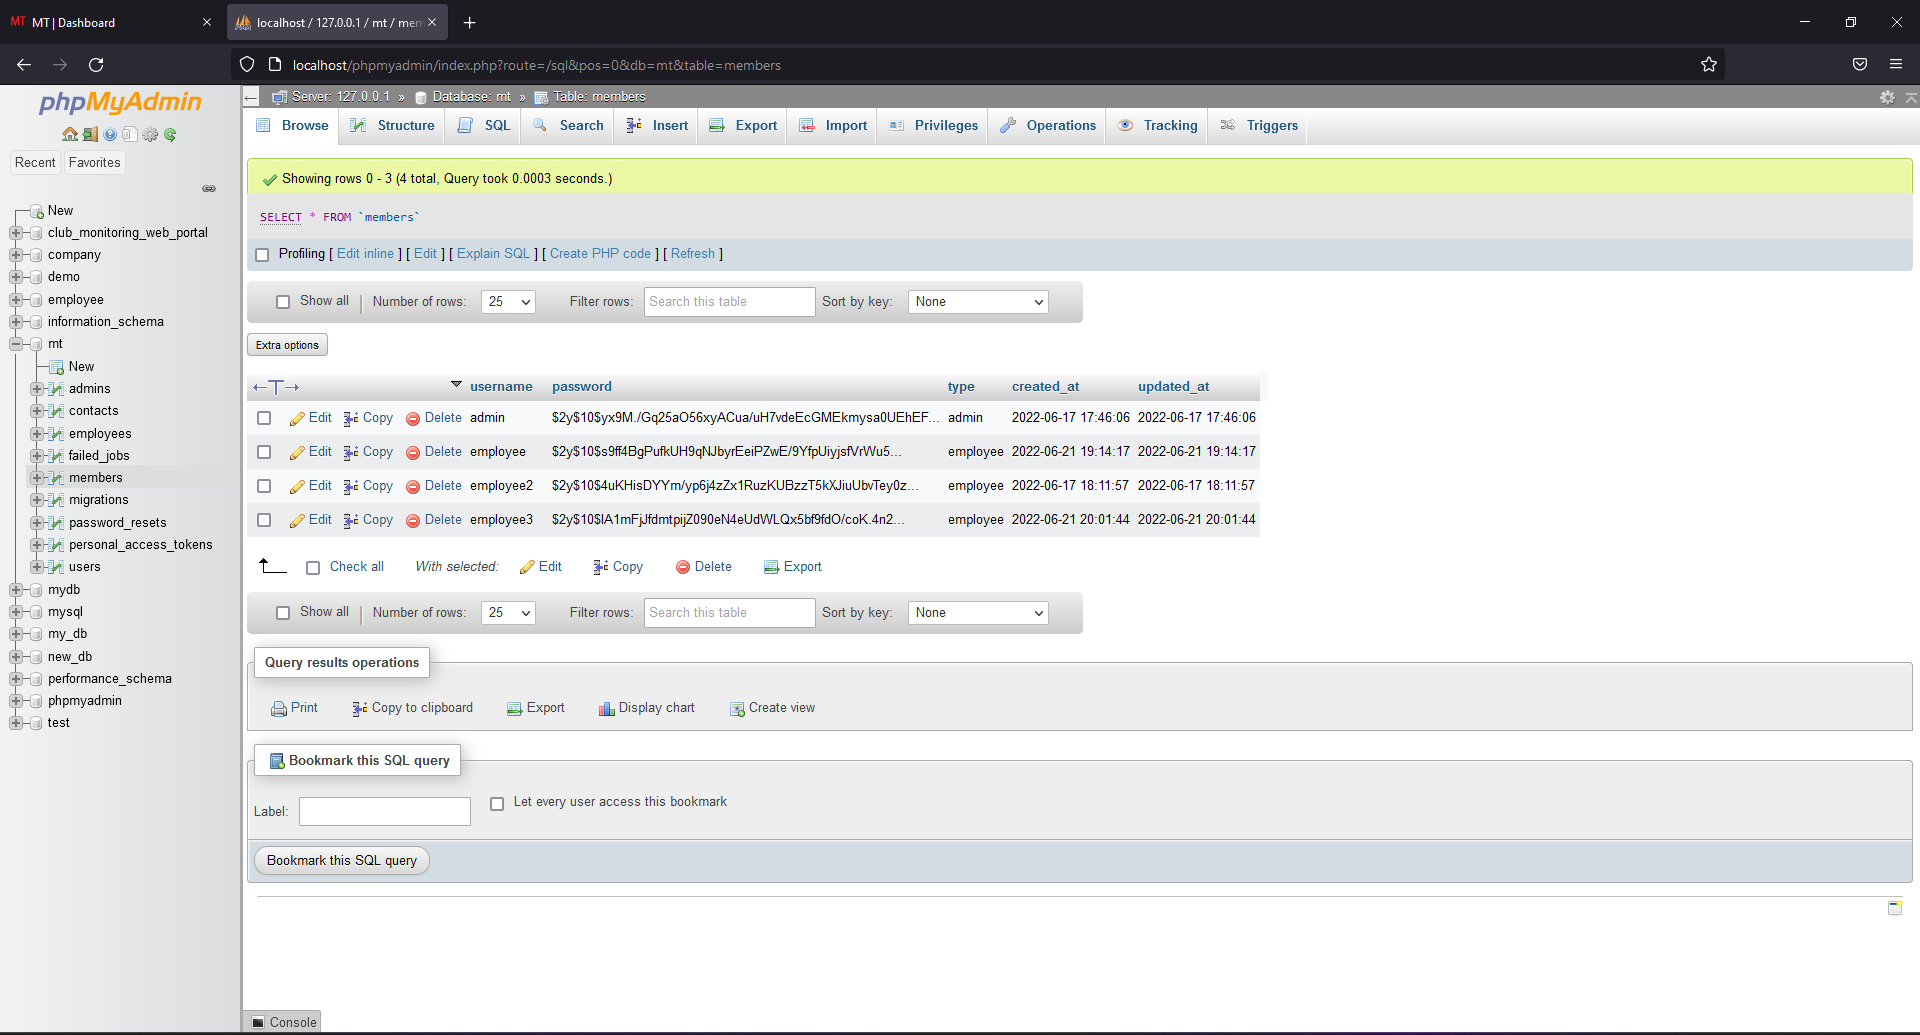 MT | Dashboard
localhost / 127.0.0.1 / mt / mem
localhost/phpmyadmin/index.php?route=/sql&pos=0&db=mt&table=members
phpMyAdmin
Recent Favorites
New
club_monitoring_web_portal
company
demo
employee
information_schema
mt
New
admins
contacts
employees
failed_jobs
members
migrations
password_resets
personal_access_tokens
users
mydb
mysql
my_db
new_db
performance_schema
phpmyadmin
test
Server: 127.0.0.1 » Database: mt » Table: members
Browse Structure SQL Search Insert Export Import Privileges Operations Tracking Triggers
Showing rows 0 - 3 (4 total, Query took 0.0003 seconds.)
SELECT * FROM `members`
Profiling [ Edit inline ] [ Edit ] [ Explain SQL ] [ Create PHP code ] [ Refresh ]
Show all Number of rows: 25 Filter rows: Search this table Sort by key: None
Extra options
←T→ username password type created_at updated_at
Edit Copy Delete admin $2y$10$yx9M./Gq25aO56xyACua/uH7vdeEcGMEkmysa0UEhEF... admin 2022-06-17 17:46:06 2022-06-17 17:46:06
Edit Copy Delete employee $2y$10$s9ff4BgPufkUH9qNJbyrEeiPZwE/9YfpUiyjsfVrWu5... employee 2022-06-21 19:14:17 2022-06-21 19:14:17
Edit Copy Delete employee2 $2y$10$4uKHisDYYm/yp6j4zZx1RuzKUBzzT5kXJiuUbvTey0z... employee 2022-06-17 18:11:57 2022-06-17 18:11:57
Edit Copy Delete employee3 $2y$10$lA1mFjJfdmtpijZ090eN4eUdWLQx5bf9fdO/coK.4n2... employee 2022-06-21 20:01:44 2022-06-21 20:01:44
Check all With selected: Edit Copy Delete Export
Show all Number of rows: 25 Filter rows: Search this table Sort by key: None
Query results operations
Print Copy to clipboard Export Display chart Create view
Bookmark this SQL query
Label: Let every user access this bookmark
Bookmark this SQL query
Console